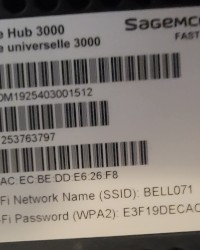 e Hub 3000 SAGEMCO
e universelle 3000 FAST
DM1925403001512
253763797
AC:EC:BE:DD:E6:26:F8
Fi Network Name (SSID): BELL071
-Fi Password (WPA2): E3F19DECAC